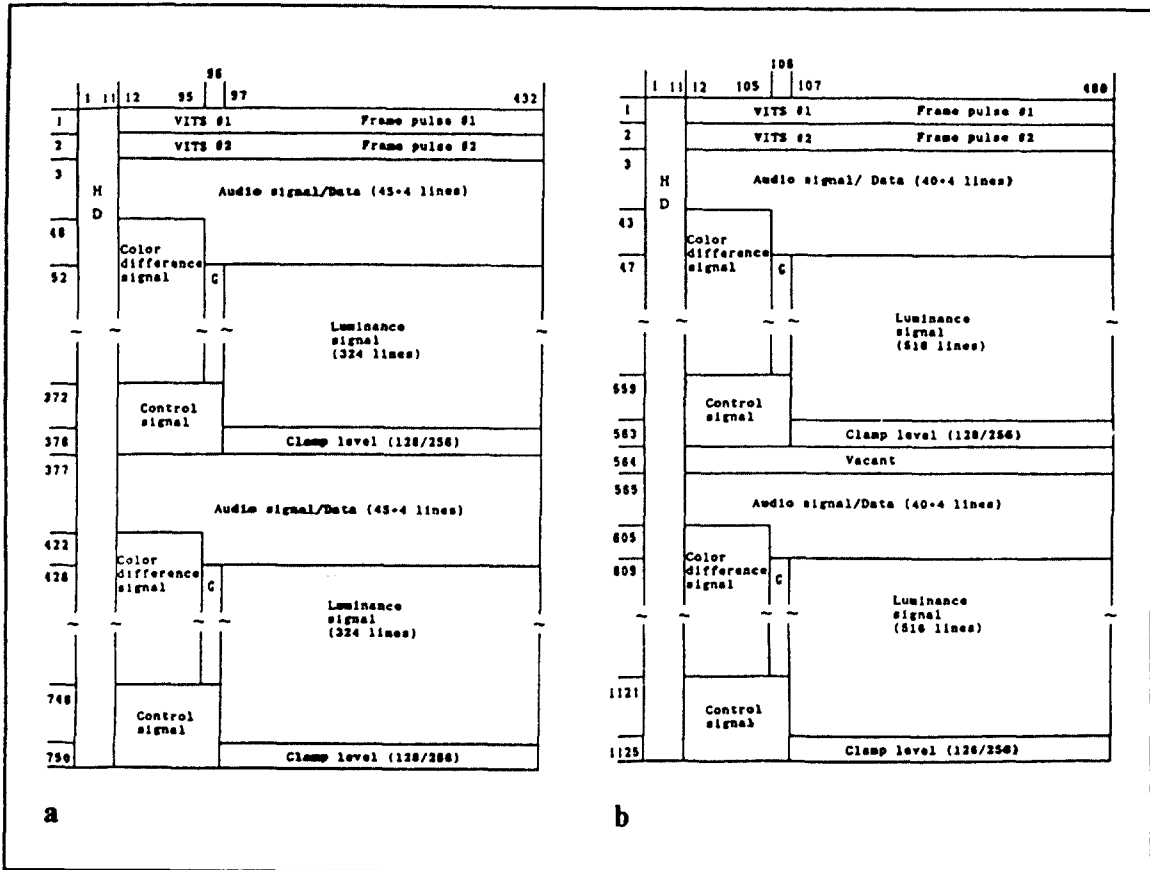 96
1 11 12 95 97 432
1 VITS #1 Frame pulse #1
2 VITS #2 Frame pulse #2
3
Audio signal/Data (45+4 lines)
H
D
48
Color
difference
signal
52
G
Luminance
signal
(324 lines)
372
Control
signal
376 Clamp level (128/256)
377
Audio signal/Data (45+4 lines)
422
Color
difference
signal
426
G
Luminance
signal
(324 lines)
746
Control
signal
750 Clamp level (128/256)
a
106
1 11 12 105 107 480
1 VITS #1 Frame pulse #1
2 VITS #2 Frame pulse #2
3
Audio signal/ Data (40+4 lines)
H
D
43
Color
difference
signal
47
G
Luminance
signal
(516 lines)
559
Control
signal
563 Clamp level (128/256)
564 Vacant
565
Audio signal/Data (40+4 lines)
605
Color
difference
signal
609
G
Luminance
signal
(516 lines)
1121
Control
signal
1125 Clamp level (128/256)
b